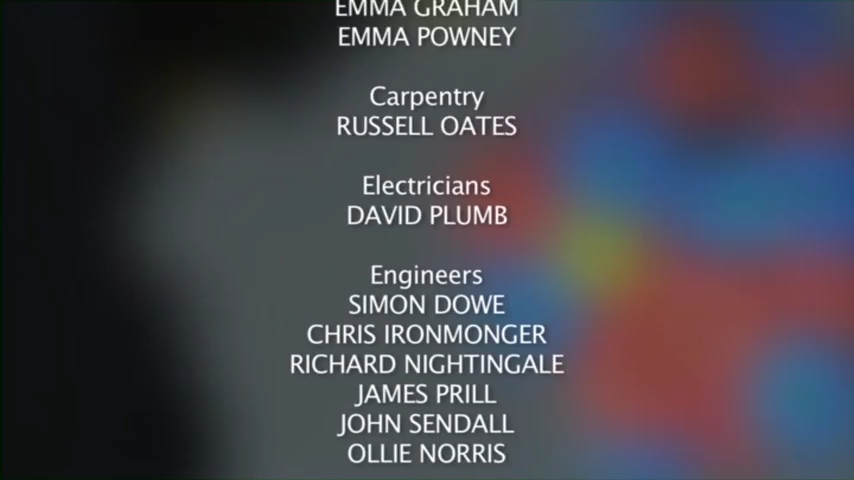 EMMA GRAHAM
EMMA POWNEY
Carpentry
RUSSELL OATES
Electricians
DAVID PLUMB
Engineers
SIMON DOWE
CHRIS IRONMONGER
RICHARD NIGHTINGALE
JAMES PRILL
JOHN SENDALL
OLLIE NORRIS